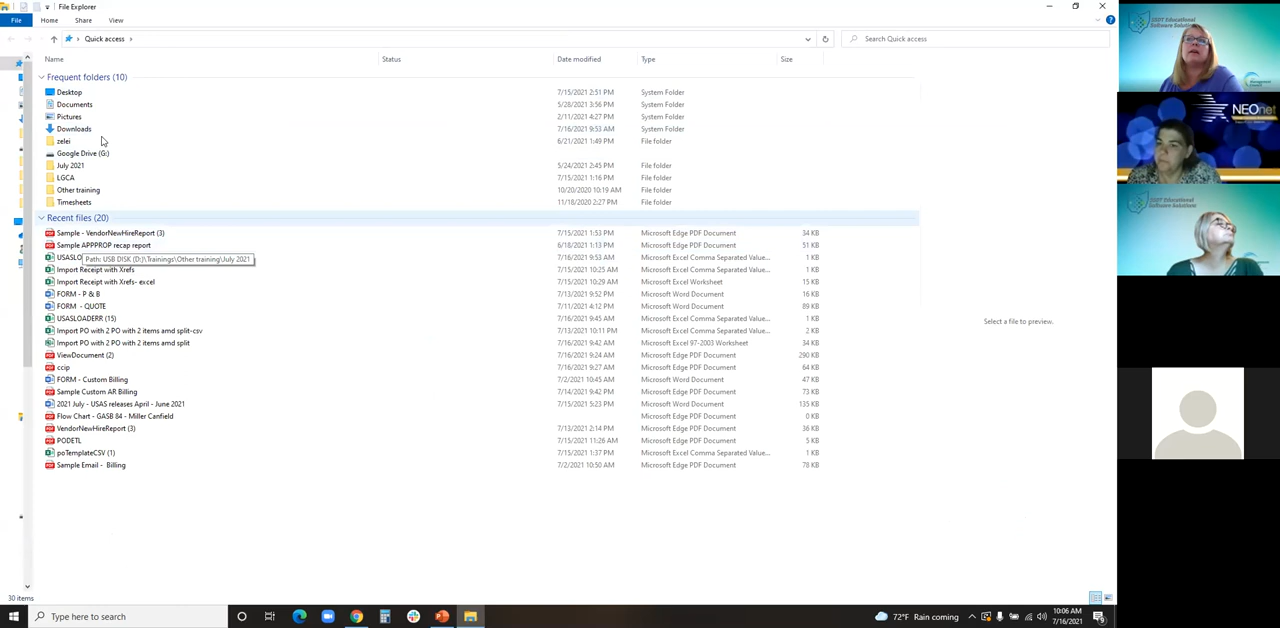 File Explorer
File Home Share View
Quick access
Search Quick access
Name Status Date modified Type Size
Frequent folders (10)
Desktop 7/15/2021 2:51 PM System Folder
Documents 5/28/2021 3:56 PM System Folder
Pictures 2/11/2021 4:27 PM System Folder
Downloads 7/16/2021 9:53 AM System Folder
zelei 6/21/2021 1:49 PM File folder
Google Drive (G:)
July 2021 5/24/2021 2:45 PM File folder
LGCA 7/15/2021 1:16 PM File folder
Other training 10/20/2020 10:19 AM File folder
Timesheets 11/18/2020 2:27 PM File folder
Recent files (20)
Sample - VendorNewHireReport (3) 7/15/2021 1:53 PM Microsoft Edge PDF Document 34 KB
Sample APPPROP recap report 6/18/2021 1:13 PM Microsoft Edge PDF Document 51 KB
USASLO 7/16/2021 9:53 AM Microsoft Excel Comma Separated Value... 1 KB
Path: USB DISK (D:)\Trainings\Other training\July 2021
Import Receipt with Xrefs 7/15/2021 10:25 AM Microsoft Excel Comma Separated Value... 1 KB
Import Receipt with Xrefs- excel 7/15/2021 10:29 AM Microsoft Excel Worksheet 15 KB
FORM - P & B 7/13/2021 9:52 PM Microsoft Word Document 16 KB
FORM - QUOTE 7/11/2021 4:12 PM Microsoft Word Document 89 KB
USASLOADERR (15) 7/16/2021 9:45 AM Microsoft Excel Comma Separated Value... 1 KB
Import PO with 2 PO with 2 items amd split-csv 7/13/2021 10:11 PM Microsoft Excel Comma Separated Value... 2 KB
Import PO with 2 PO with 2 items amd split 7/16/2021 9:42 AM Microsoft Excel 97-2003 Worksheet 34 KB
ViewDocument (2) 7/16/2021 9:24 AM Microsoft Edge PDF Document 290 KB
ccip 7/16/2021 9:27 AM Microsoft Edge PDF Document 64 KB
FORM - Custom Billing 7/2/2021 10:45 AM Microsoft Word Document 47 KB
Sample Custom AR Billing 7/14/2021 9:42 PM Microsoft Edge PDF Document 73 KB
2021 July - USAS releases April - June 2021 7/15/2021 5:23 PM Microsoft Word Document 135 KB
Flow Chart - GASB 84 - Miller Canfield Microsoft Edge PDF Document 0 KB
VendorNewHireReport (3) 7/13/2021 2:14 PM Microsoft Edge PDF Document 36 KB
PODETL 7/15/2021 11:26 AM Microsoft Edge PDF Document 5 KB
poTemplateCSV (1) 7/15/2021 1:37 PM Microsoft Excel Comma Separated Value... 1 KB
Sample Email - Billing 7/2/2021 10:50 AM Microsoft Edge PDF Document 78 KB
Select a file to preview.
30 items
Type here to search
72°F Rain coming
10:06 AM
7/16/2021
SSDT Educational
Software Solutions
NEOnet
SSDT Educational
Software Solutions